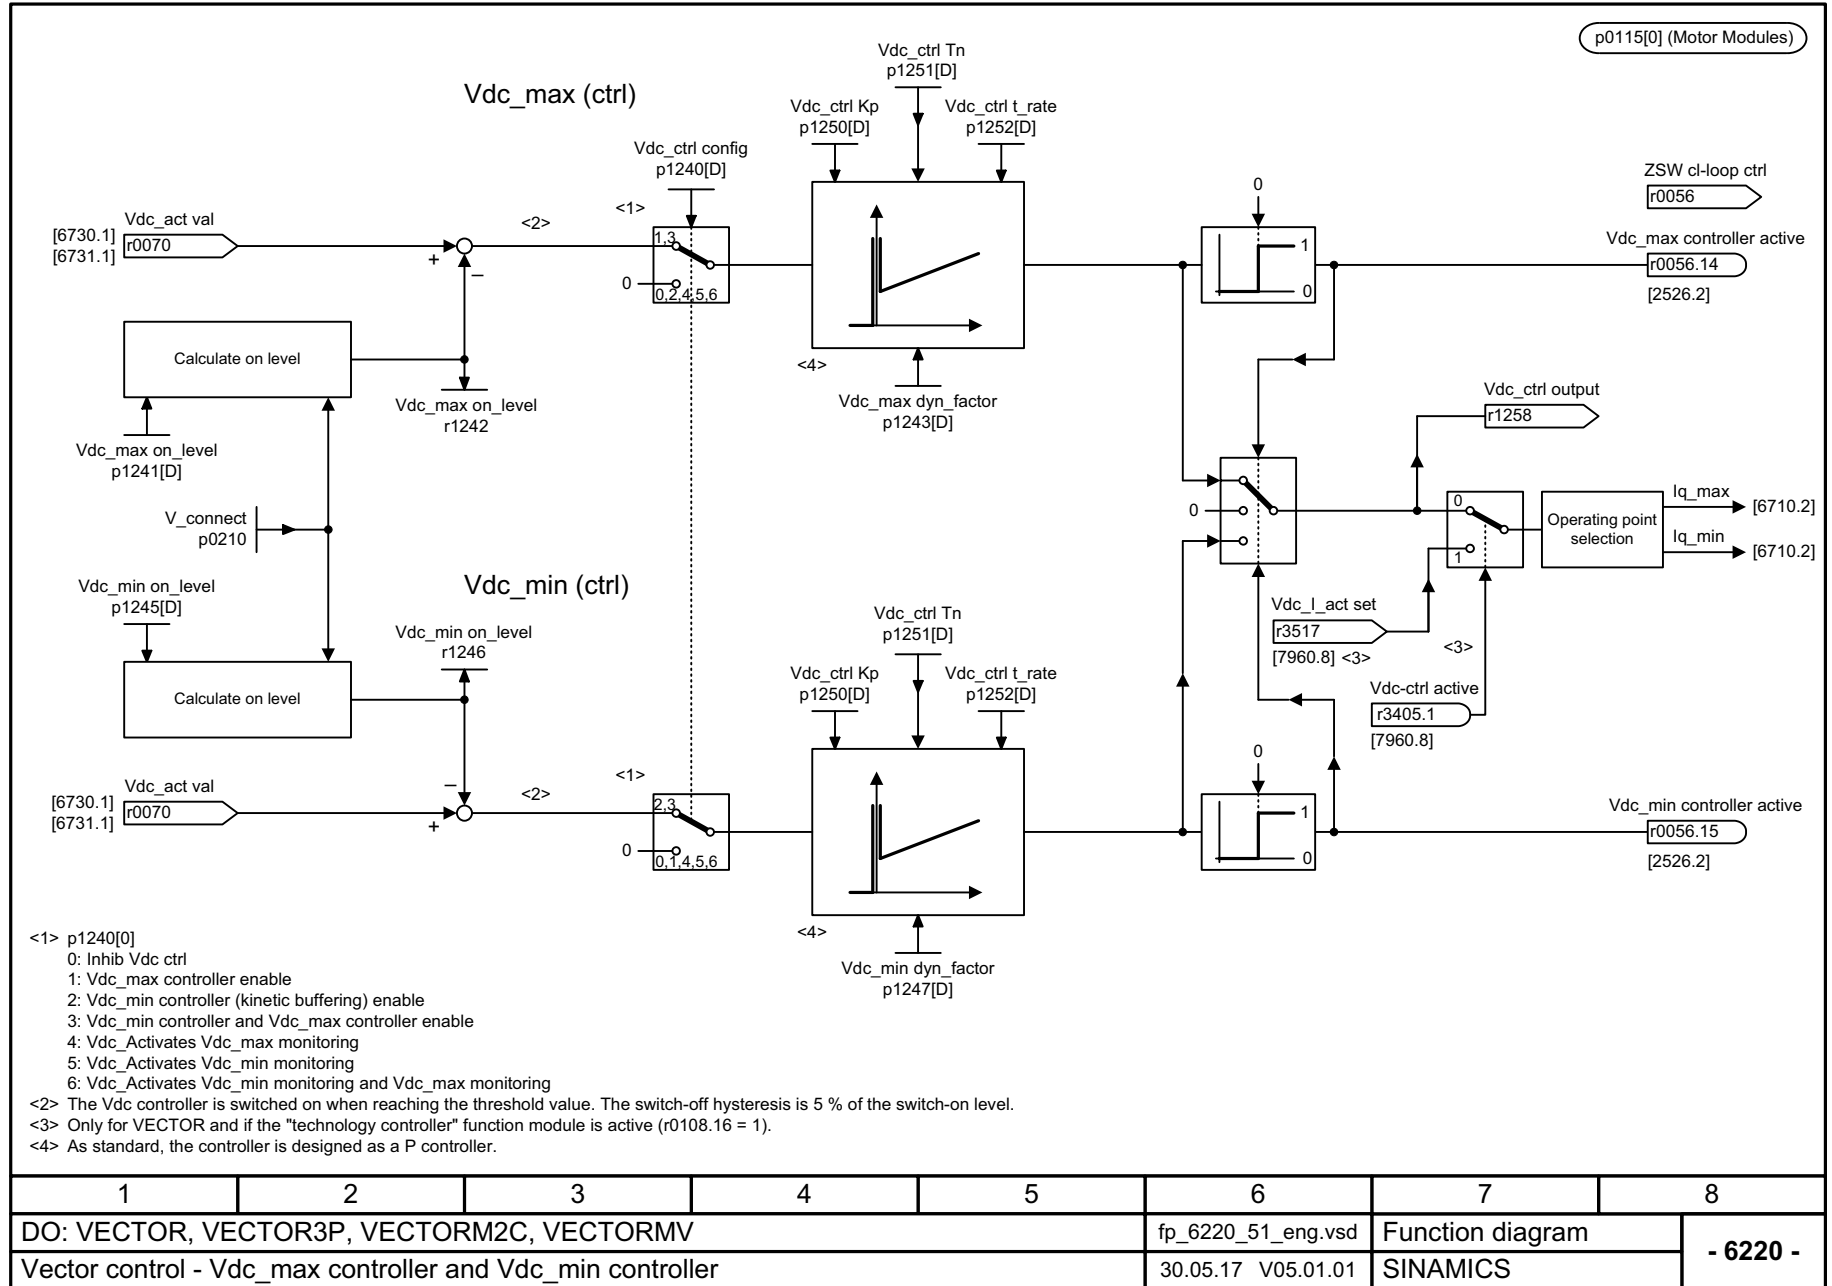 p0115[0] (Motor Modules)
Vdc_max (ctrl)
Vdc_ctrl Tn
p1251[D]
Vdc_ctrl Kp
p1250[D]
Vdc_ctrl t_rate
p1252[D]
Vdc_ctrl config
p1240[D]
ZSW cl-loop ctrl
r0056
[6730.1]
[6731.1]
Vdc_act val
r0070
+
–
<2>
<1>
1,3
0
0,2,4,5,6
0
1
0
Vdc_max controller active
r0056.14
[2526.2]
Calculate on level
Vdc_max on_level
r1242
<4>
Vdc_max dyn_factor
p1243[D]
Vdc_max on_level
p1241[D]
Vdc_ctrl output
r1258
V_connect
p0210
0
0
1
Operating point
selection
Iq_max
[6710.2]
Iq_min
[6710.2]
Vdc_min (ctrl)
Vdc_min on_level
p1245[D]
Vdc_min on_level
r1246
Calculate on level
Vdc_ctrl Tn
p1251[D]
Vdc_ctrl Kp
p1250[D]
Vdc_ctrl t_rate
p1252[D]
Vdc_I_act set
r3517
[7960.8] <3>
<3>
Vdc-ctrl active
r3405.1
[7960.8]
[6730.1]
[6731.1]
Vdc_act val
r0070
+
–
<2>
<1>
2,3
0
0,1,4,5,6
0
1
0
Vdc_min controller active
r0056.15
[2526.2]
<4>
Vdc_min dyn_factor
p1247[D]
<1> p1240[0]
0: Inhib Vdc ctrl
1: Vdc_max controller enable
2: Vdc_min controller (kinetic buffering) enable
3: Vdc_min controller and Vdc_max controller enable
4: Vdc_Activates Vdc_max monitoring
5: Vdc_Activates Vdc_min monitoring
6: Vdc_Activates Vdc_min monitoring and Vdc_max monitoring
<2> The Vdc controller is switched on when reaching the threshold value. The switch-off hysteresis is 5 % of the switch-on level.
<3> Only for VECTOR and if the "technology controller" function module is active (r0108.16 = 1).
<4> As standard, the controller is designed as a P controller.
1 2 3 4 5 6 7 8
DO: VECTOR, VECTOR3P, VECTORM2C, VECTORMV
fp_6220_51_eng.vsd
Function diagram
- 6220 -
Vector control - Vdc_max controller and Vdc_min controller
30.05.17 V05.01.01
SINAMICS